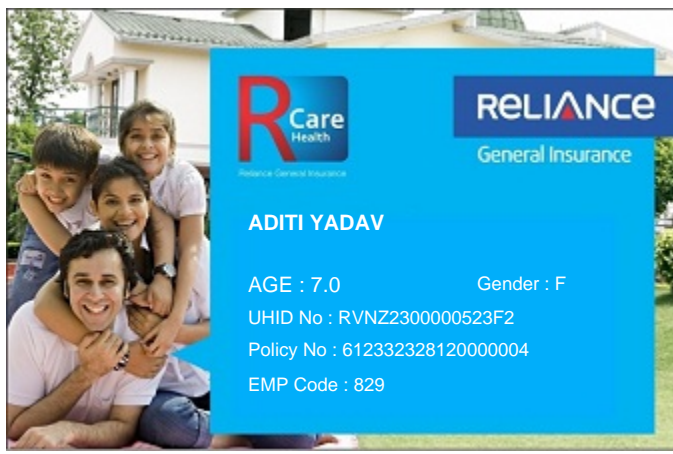 RCare
Health
Reliance General Insurance
RELIANCE
General Insurance
ADITI YADAV
AGE : 7.0 Gender : F
UHID No : RVNZ2300000523F2
Policy No : 612332328120000004
EMP Code : 829